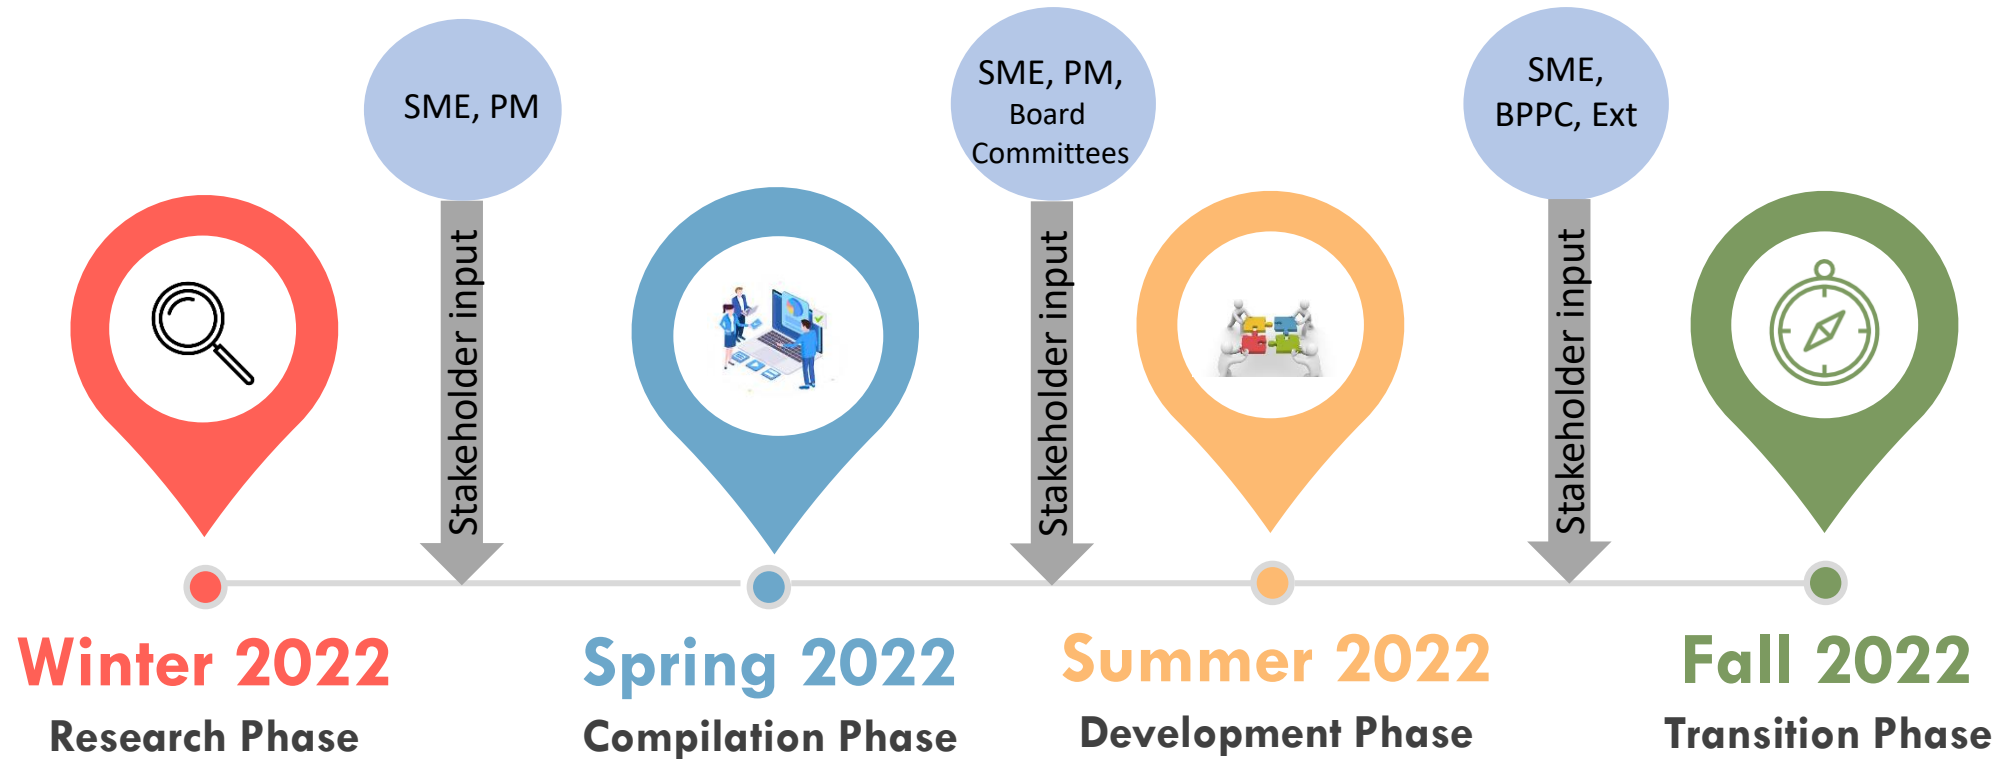 SME, PM
SME, PM,
Board
Committees
SME,
BPPC, Ext
Stakeholder input
Stakeholder input
Stakeholder input
Winter 2022
Research Phase
Spring 2022
Compilation Phase
Summer 2022
Development Phase
Fall 2022
Transition Phase